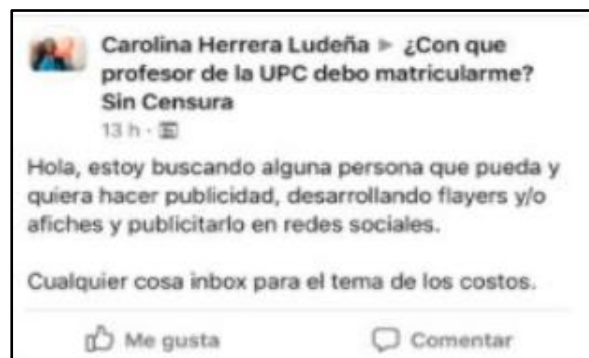 Carolina Herrera Ludeña ▶ ¿Con que
profesor de la UPC debo matricularme?
Sin Censura
13 h ·
Hola, estoy buscando alguna persona que pueda y
quiera hacer publicidad, desarrollando flayers y/o
afiches y publicitarlo en redes sociales.
Cualquier cosa inbox para el tema de los costos.
Me gusta
Comentar